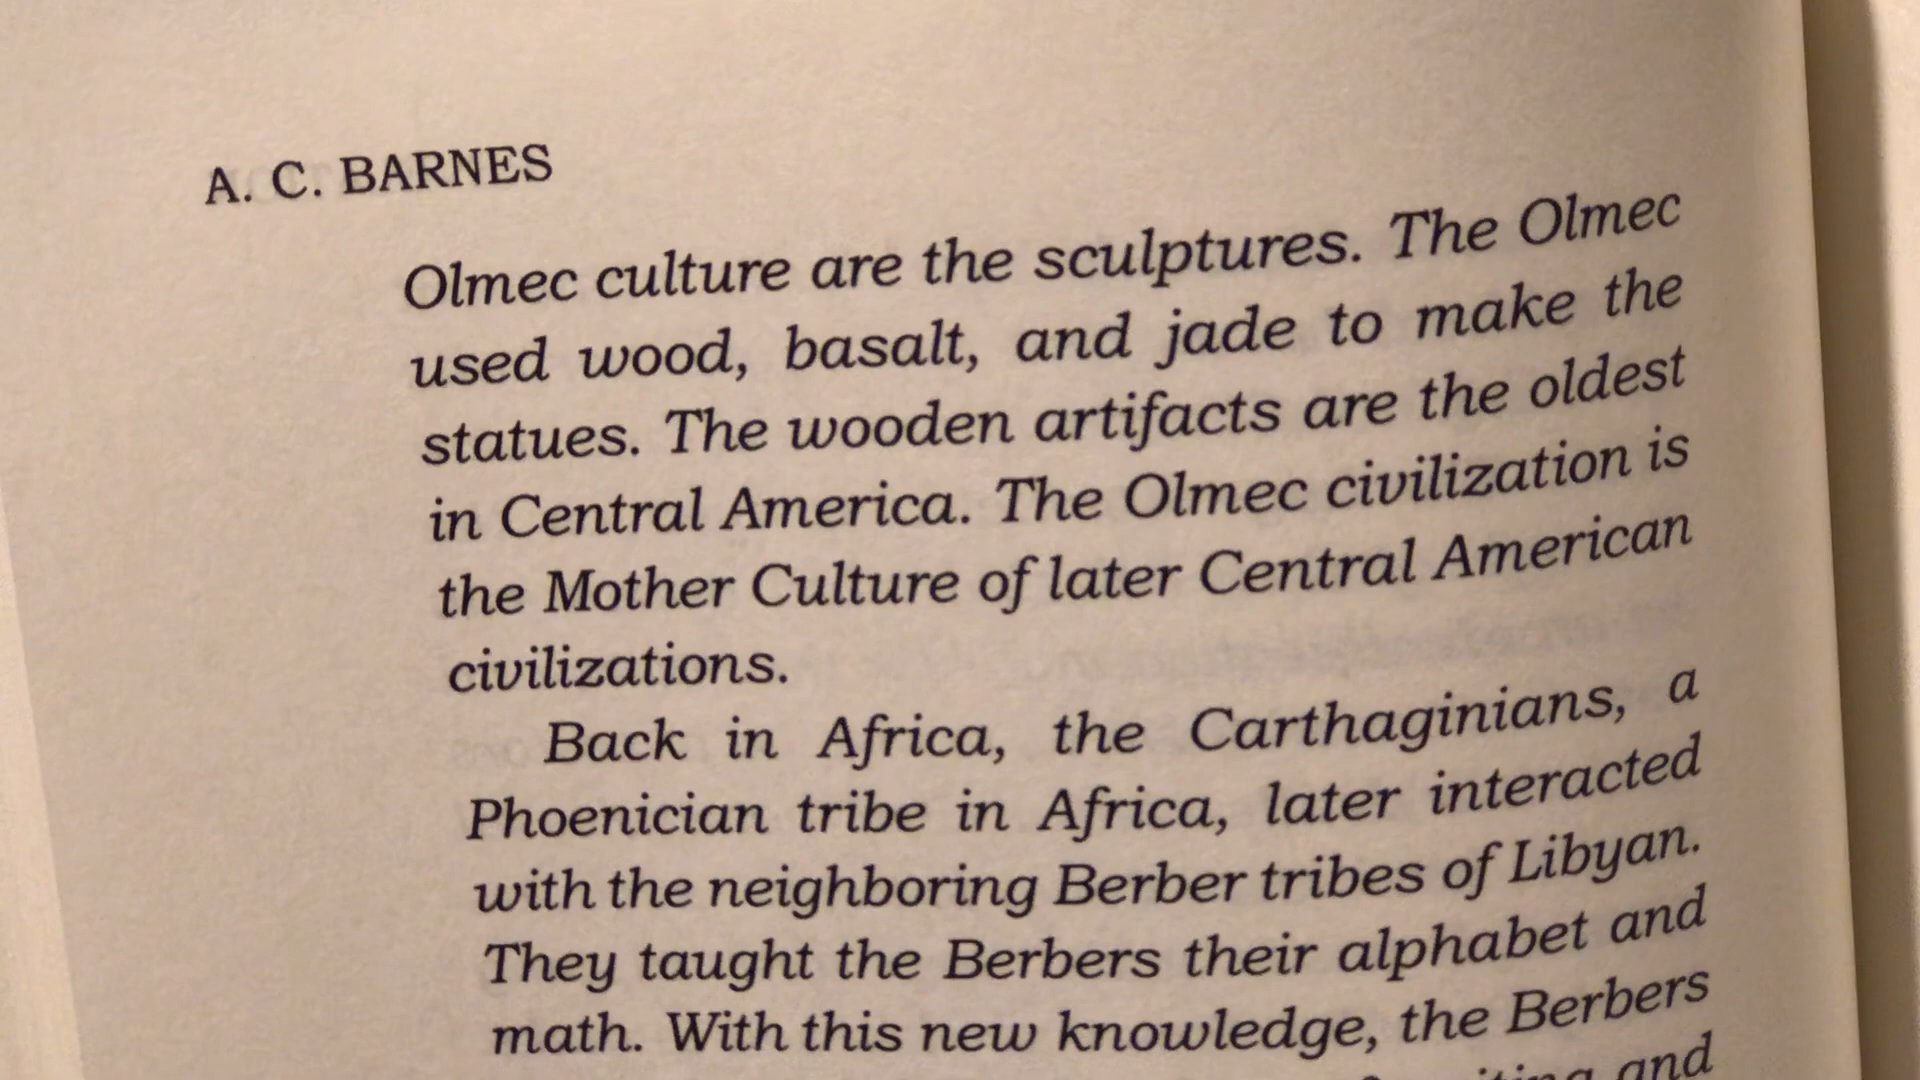 A. C. BARNES
Olmec culture are the sculptures. The Olmec
used wood, basalt, and jade to make the
statues. The wooden artifacts are the oldest
in Central America. The Olmec civilization is
the Mother Culture of later Central American
civilizations.
Back in Africa, the Carthaginians, a
Phoenician tribe in Africa, later interacted
with the neighboring Berber tribes of Libyan.
They taught the Berbers their alphabet and
math. With this new knowledge, the Berbers
and